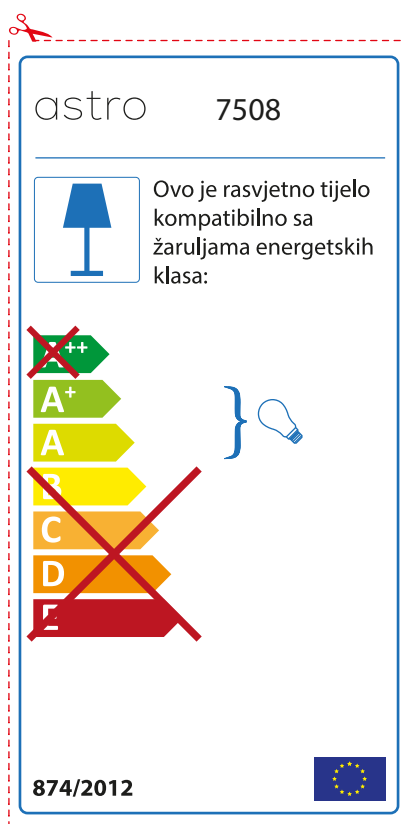 astro 7508
Ovo je rasvjetno tijelo
kompatibilno sa
žaruljama energetskih
klasa:
A++
A+
A
B
C
D
E
874/2012